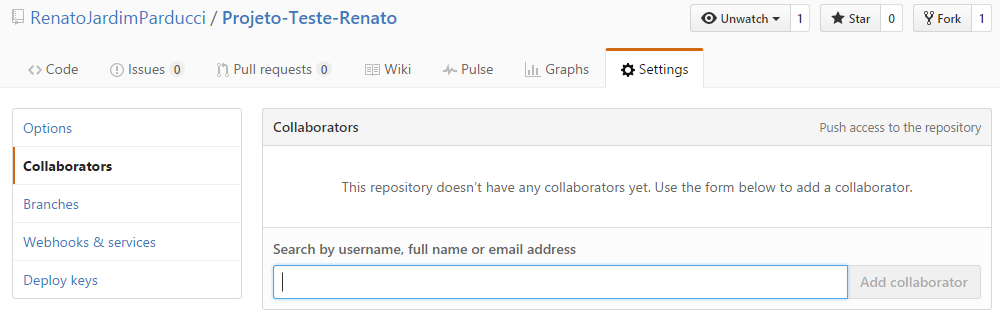 RenatoJardimParducci / Projeto-Teste-Renato
Unwatch 1 Star 0 Fork 1
Code Issues 0 Pull requests 0 Wiki Pulse Graphs Settings
Options
Collaborators
Branches
Webhooks & services
Deploy keys
Collaborators Push access to the repository
This repository doesn't have any collaborators yet. Use the form below to add a collaborator.
Search by username, full name or email address
Add collaborator